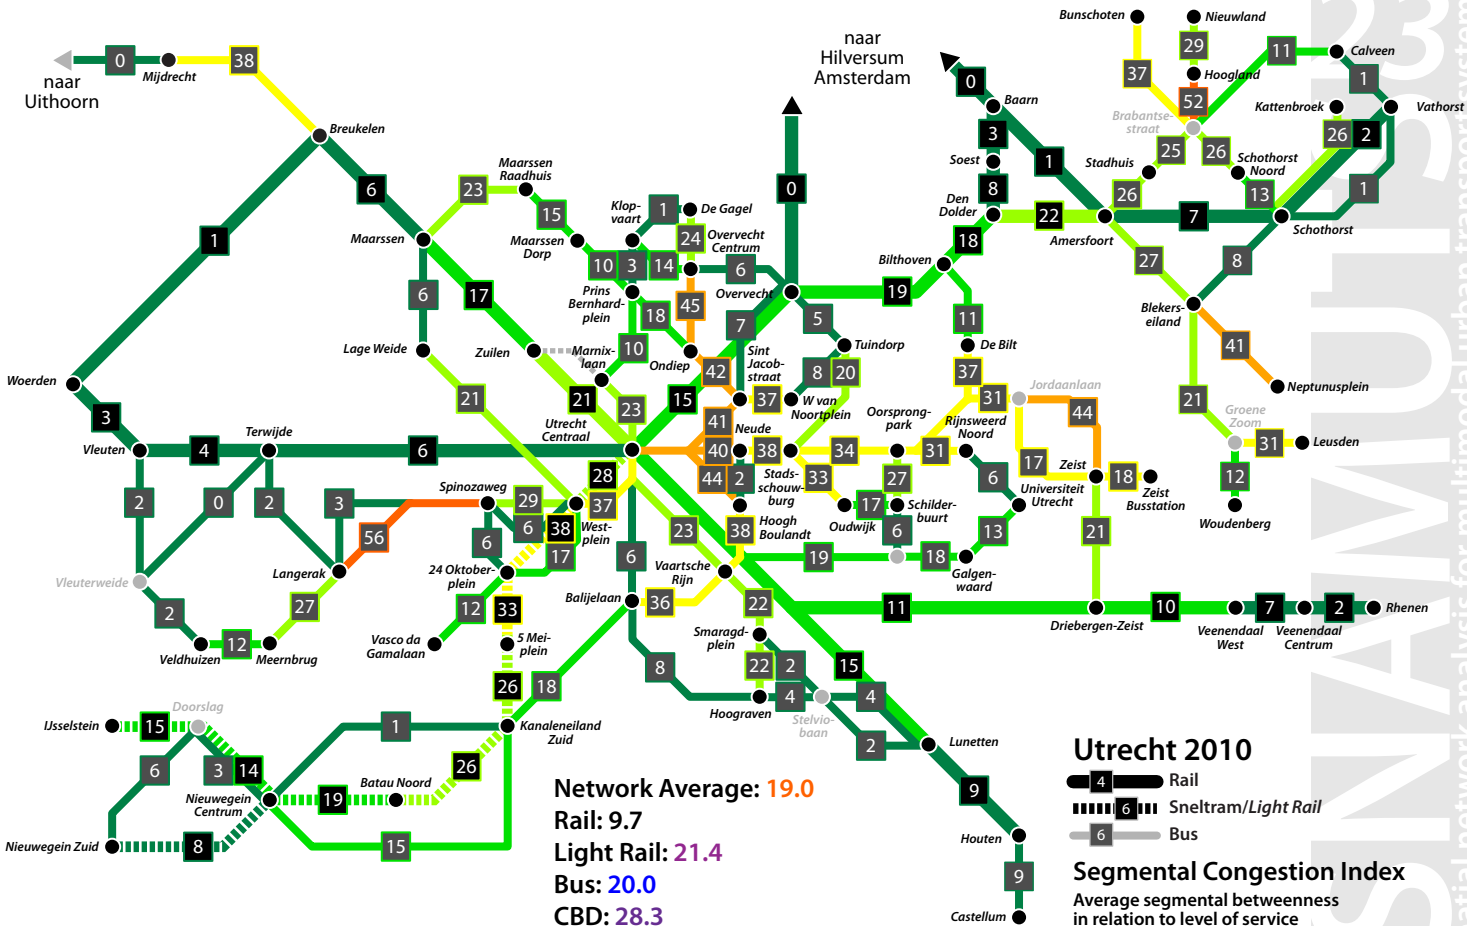 Bunschoten
Nieuwland
0
38
naar
Hilversum
Amsterdam
29
11
Calveen
Mijdrecht
naar
Uithoorn
0
37
Hoogland
1
52
Kattenbroek
Vathorst
Baarn
Brabantse-
straat
Breukelen
3
26
2
25
26
Soest
1
Stadhuis
Schothorst
Noord
Maarssen
Raadhuis
6
23
0
8
26
13
1
Klop-
vaart
1
De Gagel
Den
Dolder
22
7
15
Amersfoort
Schothorst
1
Maarssen
Maarssen
Dorp
24
Overvecht
Centrum
18
10
3
14
6
Bilthoven
27
8
6
17
Prins
Bernhard-
plein
Overvecht
19
45
Blekers-
eiland
18
7
5
11
Lage Weide
Zuilen
Marnix-
laan
10
Ondiep
Sint
Jacob-
straat
Tuindorp
De Bilt
41
Woerden
42
8
20
37
Jordaanlaan
Neptunusplein
21
21
23
15
37
W van
Noortplein
31
21
3
Utrecht
Centraal
41
Neude
Oorsprong-
park
Rijnsweerd
Noord
44
Groene
Zoom
Terwijde
Vleuten
4
6
40
38
34
31
31
Leusden
28
44
2
Stads-
schouw-
burg
33
27
17
Zeist
18
12
Spinozaweg
29
37
6
Universiteit
Utrecht
Zeist
Busstation
2
0
2
3
6
38
West-
plein
Hoogh
Boulandt
Oudwijk
17
Schilder-
buurt
Woudenberg
56
6
23
38
6
13
21
17
6
19
18
Vleuterweide
Langerak
24 Oktober-
plein
Vaartsche
Rijn
Galgen-
waard
2
27
12
33
Balijelaan
36
22
11
10
7
2
Rhenen
Driebergen-Zeist
Veenendaal
West
Veenendaal
Centrum
12
Veldhuizen
Meernbrug
Vasco da
Gamalaan
5 Mei-
plein
Smaragd-
plein
8
22
2
15
26
18
Doorslag
IJsselstein
15
1
Kanaleneiland
Zuid
Hoograven
4
4
Stelvio-
baan
2
Lunetten
6
3
14
26
Batau Noord
Nieuwegein
Centrum
19
9
Nieuwegein Zuid
8
15
Houten
9
Castellum
Network Average: 19.0
Rail: 9.7
Light Rail: 21.4
Bus: 20.0
CBD: 28.3
Utrecht 2010
4 Rail
6 Sneltram/Light Rail
6 Bus
Segmental Congestion Index
Average segmental betweenness
in relation to level of service
SNAMUTS 23